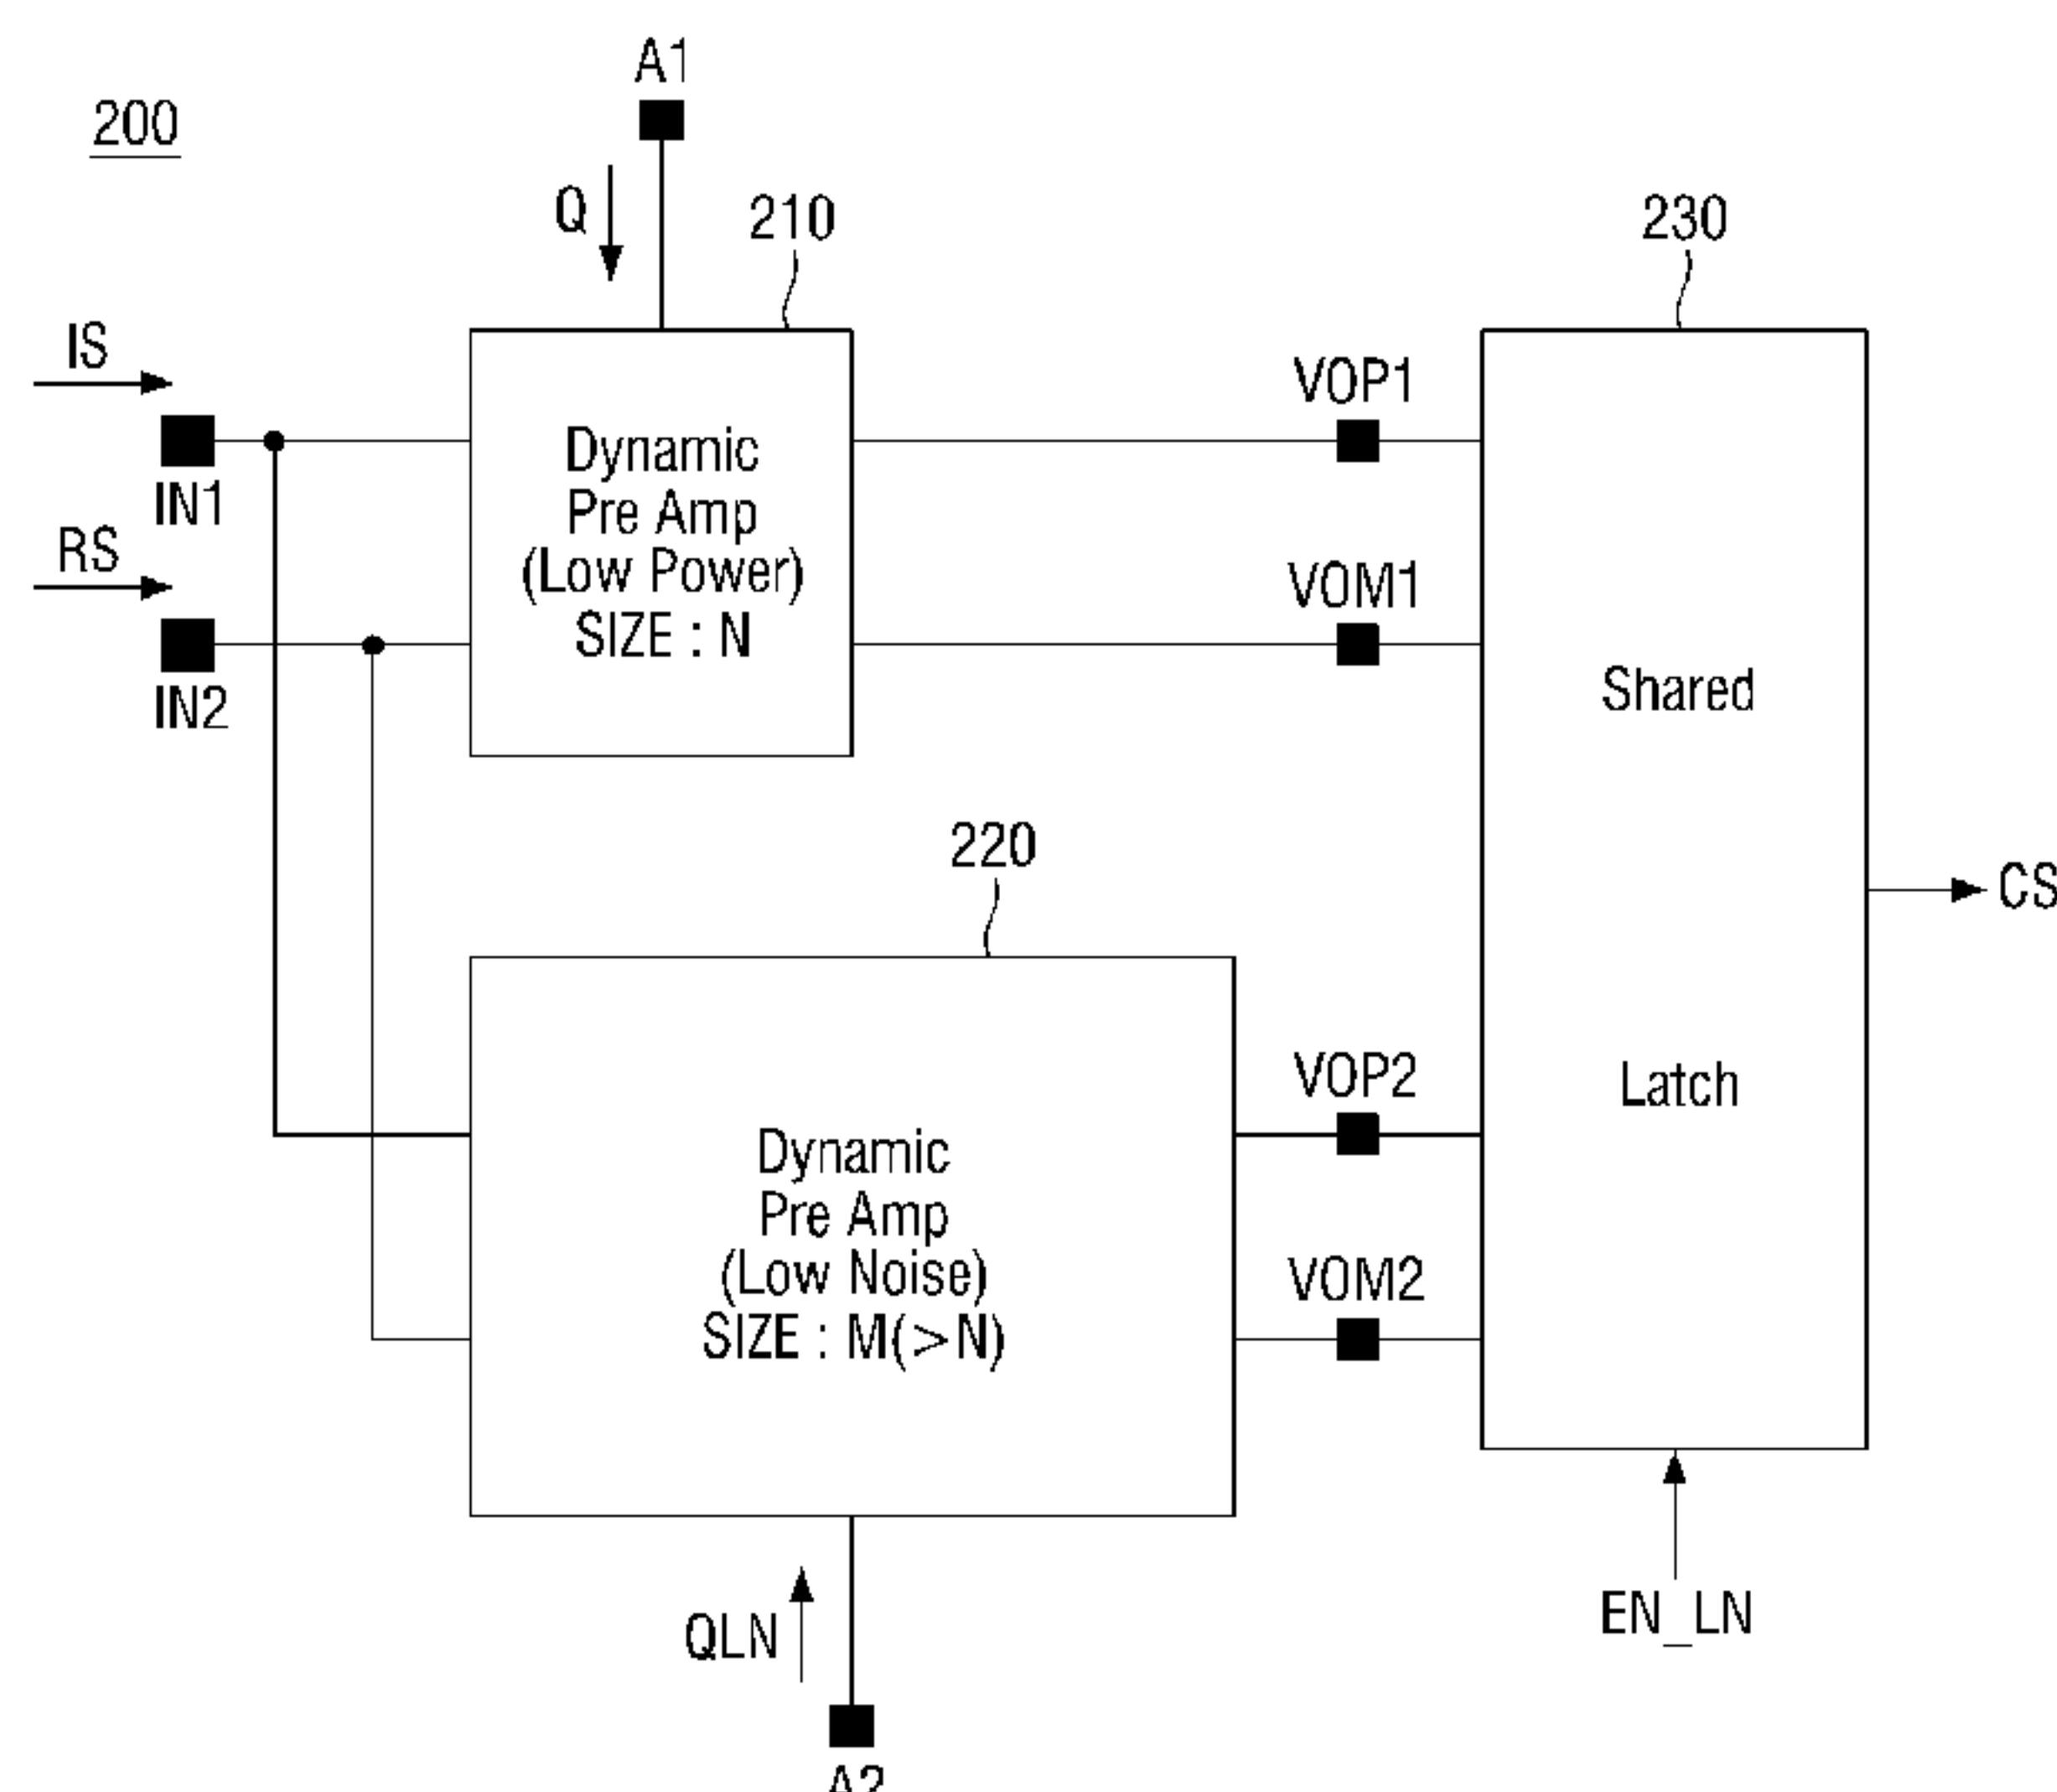 200
A1
Q
210
230
IS
IN1
RS
IN2
Dynamic
Pre Amp
(Low Power)
SIZE : N
VOP1
VOM1
Shared
Latch
CS
220
Dynamic
Pre Amp
(Low Noise)
SIZE : M(>N)
VOP2
VOM2
EN_LN
QLN
A2